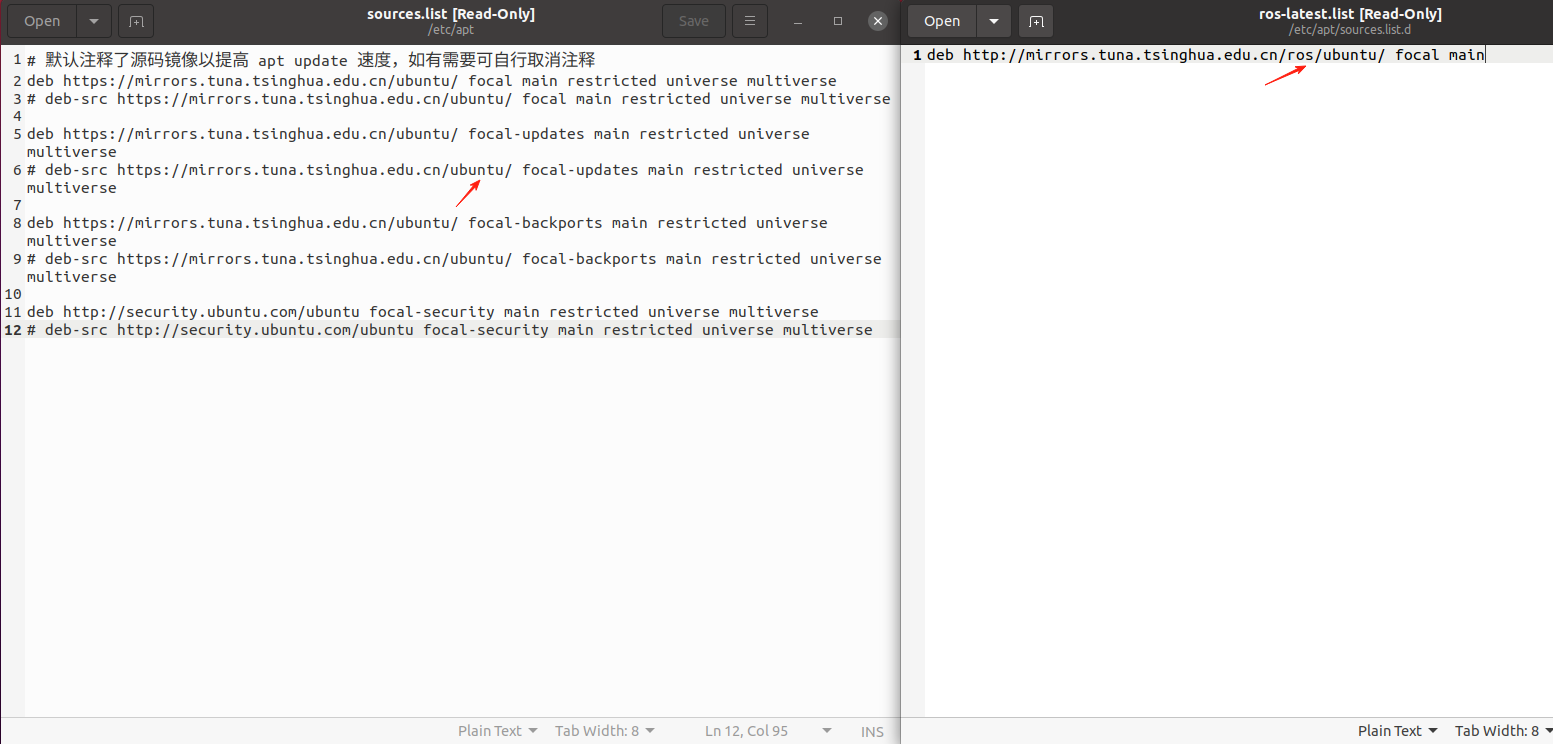 Open
sources.list [Read-Only]
/etc/apt
Save
1 # 默认注释了源码镜像以提高 apt update 速度，如有需要可自行取消注释
2 deb https://mirrors.tuna.tsinghua.edu.cn/ubuntu/ focal main restricted universe multiverse
3 # deb-src https://mirrors.tuna.tsinghua.edu.cn/ubuntu/ focal main restricted universe multiverse
4
5 deb https://mirrors.tuna.tsinghua.edu.cn/ubuntu/ focal-updates main restricted universe
multiverse
6 # deb-src https://mirrors.tuna.tsinghua.edu.cn/ubuntu/ focal-updates main restricted universe
multiverse
7
8 deb https://mirrors.tuna.tsinghua.edu.cn/ubuntu/ focal-backports main restricted universe
multiverse
9 # deb-src https://mirrors.tuna.tsinghua.edu.cn/ubuntu/ focal-backports main restricted universe
multiverse
10
11 deb http://security.ubuntu.com/ubuntu focal-security main restricted universe multiverse
12 # deb-src http://security.ubuntu.com/ubuntu focal-security main restricted universe multiverse
Plain Text Tab Width: 8 Ln 12, Col 95 INS
Open
ros-latest.list [Read-Only]
/etc/apt/sources.list.d
1 deb http://mirrors.tuna.tsinghua.edu.cn/ros/ubuntu/ focal main
Plain Text Tab Width: 8